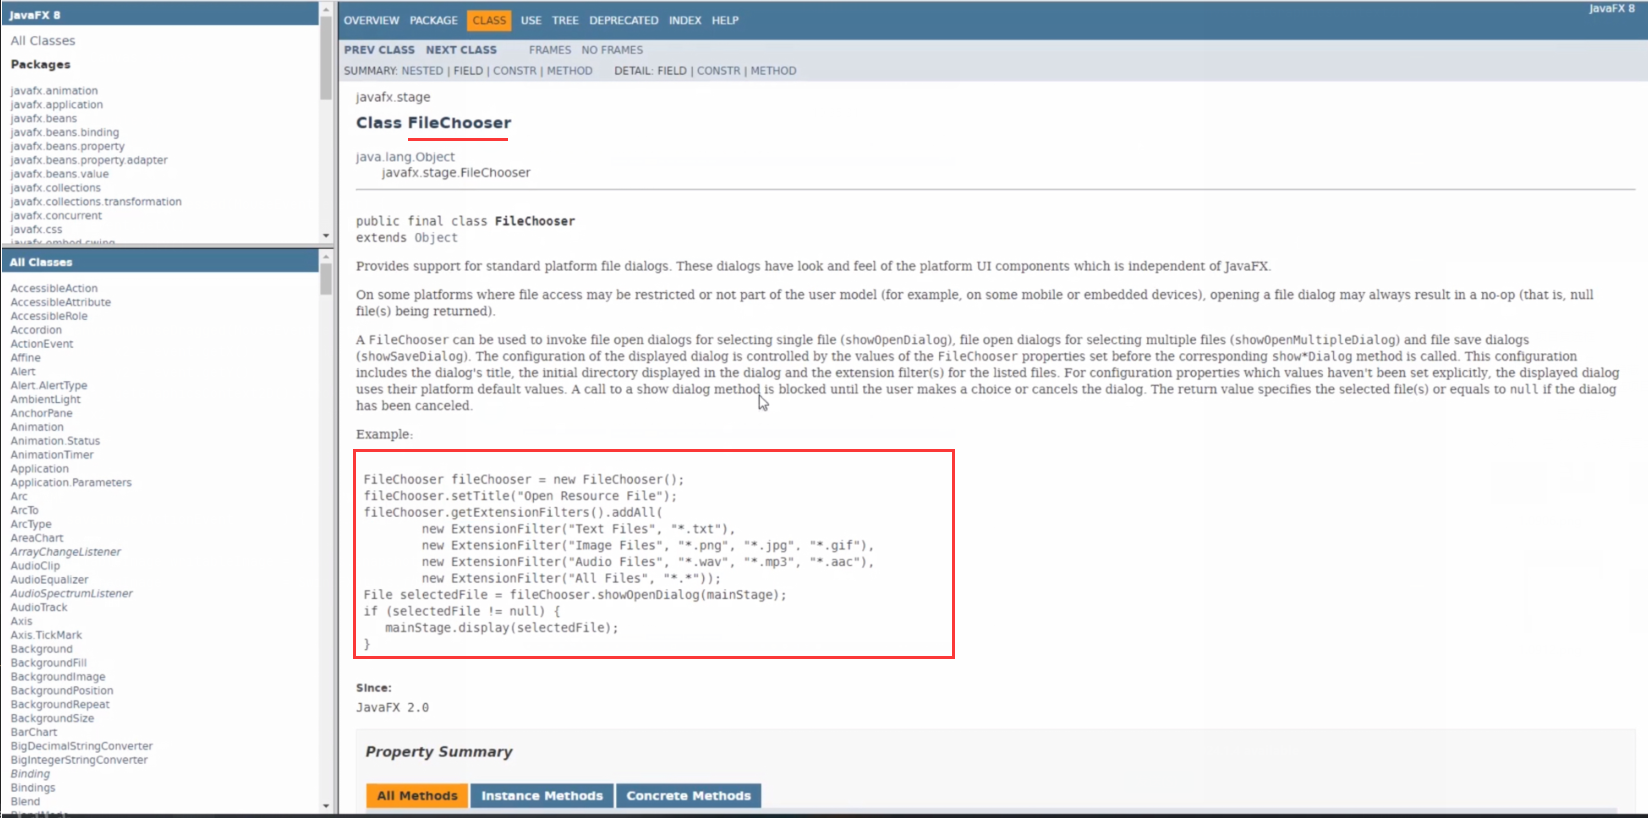 JavaFX 8
All Classes
Packages
javafx.animation
javafx.application
javafx.beans
javafx.beans.binding
javafx.beans.property
javafx.beans.property.adapter
javafx.beans.value
javafx.collections
javafx.collections.transformation
javafx.concurrent
javafx.css
javafx.embed.swing
All Classes
AccessibleAction
AccessibleAttribute
AccessibleRole
Accordion
ActionEvent
Affine
Alert
Alert.AlertType
AmbientLight
AnchorPane
Animation
Animation.Status
AnimationTimer
Application
Application.Parameters
Arc
ArcTo
ArcType
AreaChart
ArrayChangeListener
AudioClip
AudioEqualizer
AudioSpectrumListener
AudioTrack
Axis
Axis.TickMark
Background
BackgroundFill
BackgroundImage
BackgroundPosition
BackgroundRepeat
BackgroundSize
BarChart
BigDecimalStringConverter
BigIntegerStringConverter
Binding
Bindings
Blend
OVERVIEW PACKAGE CLASS USE TREE DEPRECATED INDEX HELP
JavaFX 8
PREV CLASS NEXT CLASS FRAMES NO FRAMES
SUMMARY: NESTED | FIELD | CONSTR | METHOD DETAIL: FIELD | CONSTR | METHOD
javafx.stage
Class FileChooser
java.lang.Object
javafx.stage.FileChooser
public final class FileChooser
extends Object
Provides support for standard platform file dialogs. These dialogs have look and feel of the platform UI components which is independent of JavaFX.
On some platforms where file access may be restricted or not part of the user model (for example, on some mobile or embedded devices), opening a file dialog may always result in a no-op (that is, null
file(s) being returned).
A FileChooser can be used to invoke file open dialogs for selecting single file (showOpenDialog), file open dialogs for selecting multiple files (showOpenMultipleDialog) and file save dialogs
(showSaveDialog). The configuration of the displayed dialog is controlled by the values of the FileChooser properties set before the corresponding show*Dialog method is called. This configuration
includes the dialog's title, the initial directory displayed in the dialog and the extension filter(s) for the listed files. For configuration properties which values haven't been set explicitly, the displayed dialog
uses their platform default values. A call to a show dialog method is blocked until the user makes a choice or cancels the dialog. The return value specifies the selected file(s) or equals to null if the dialog
has been canceled.
Example:
FileChooser fileChooser = new FileChooser();
fileChooser.setTitle("Open Resource File");
fileChooser.getExtensionFilters().addAll(
new ExtensionFilter("Text Files", "*.txt"),
new ExtensionFilter("Image Files", "*.png", "*.jpg", "*.gif"),
new ExtensionFilter("Audio Files", "*.wav", "*.mp3", "*.aac"),
new ExtensionFilter("All Files", "*.*"));
File selectedFile = fileChooser.showOpenDialog(mainStage);
if (selectedFile != null) {
mainStage.display(selectedFile);
}
Since:
JavaFX 2.0
Property Summary
All Methods Instance Methods Concrete Methods